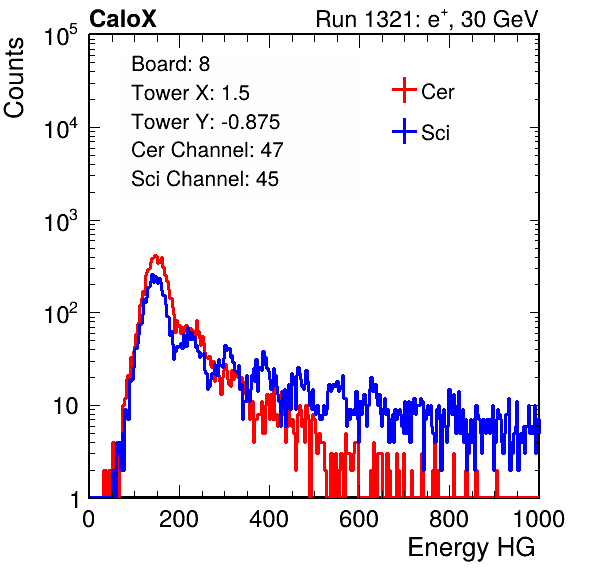 CaloX Run 1321: e⁺, 30 GeV
Counts
10⁵
10⁴
10³
10²
10
1
Board: 8
Tower X: 1.5
Tower Y: -0.875
Cer Channel: 47
Sci Channel: 45
Cer
Sci
0 200 400 600 800 1000
Energy HG